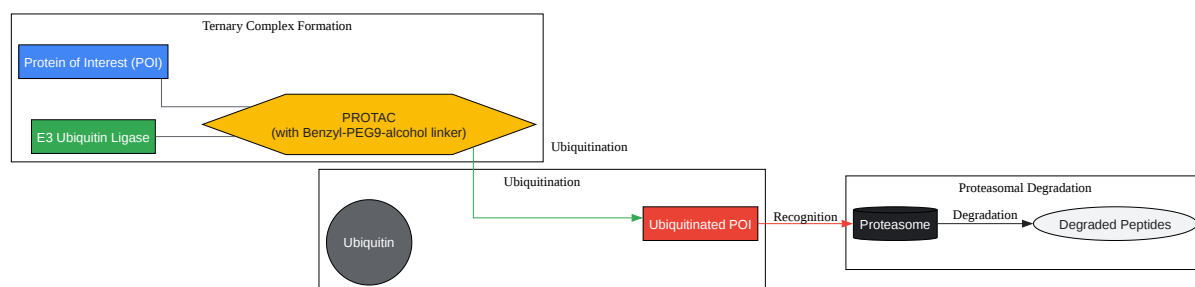 Ternary Complex Formation
Protein of Interest (POI)
PROTAC
(with Benzyl-PEG9-alcohol linker)
E3 Ubiquitin Ligase
Ubiquitination
Ubiquitination
Ubiquitin
Ubiquitinated POI
Recognition
Proteasomal Degradation
Proteasome
Degradation
Degraded Peptides